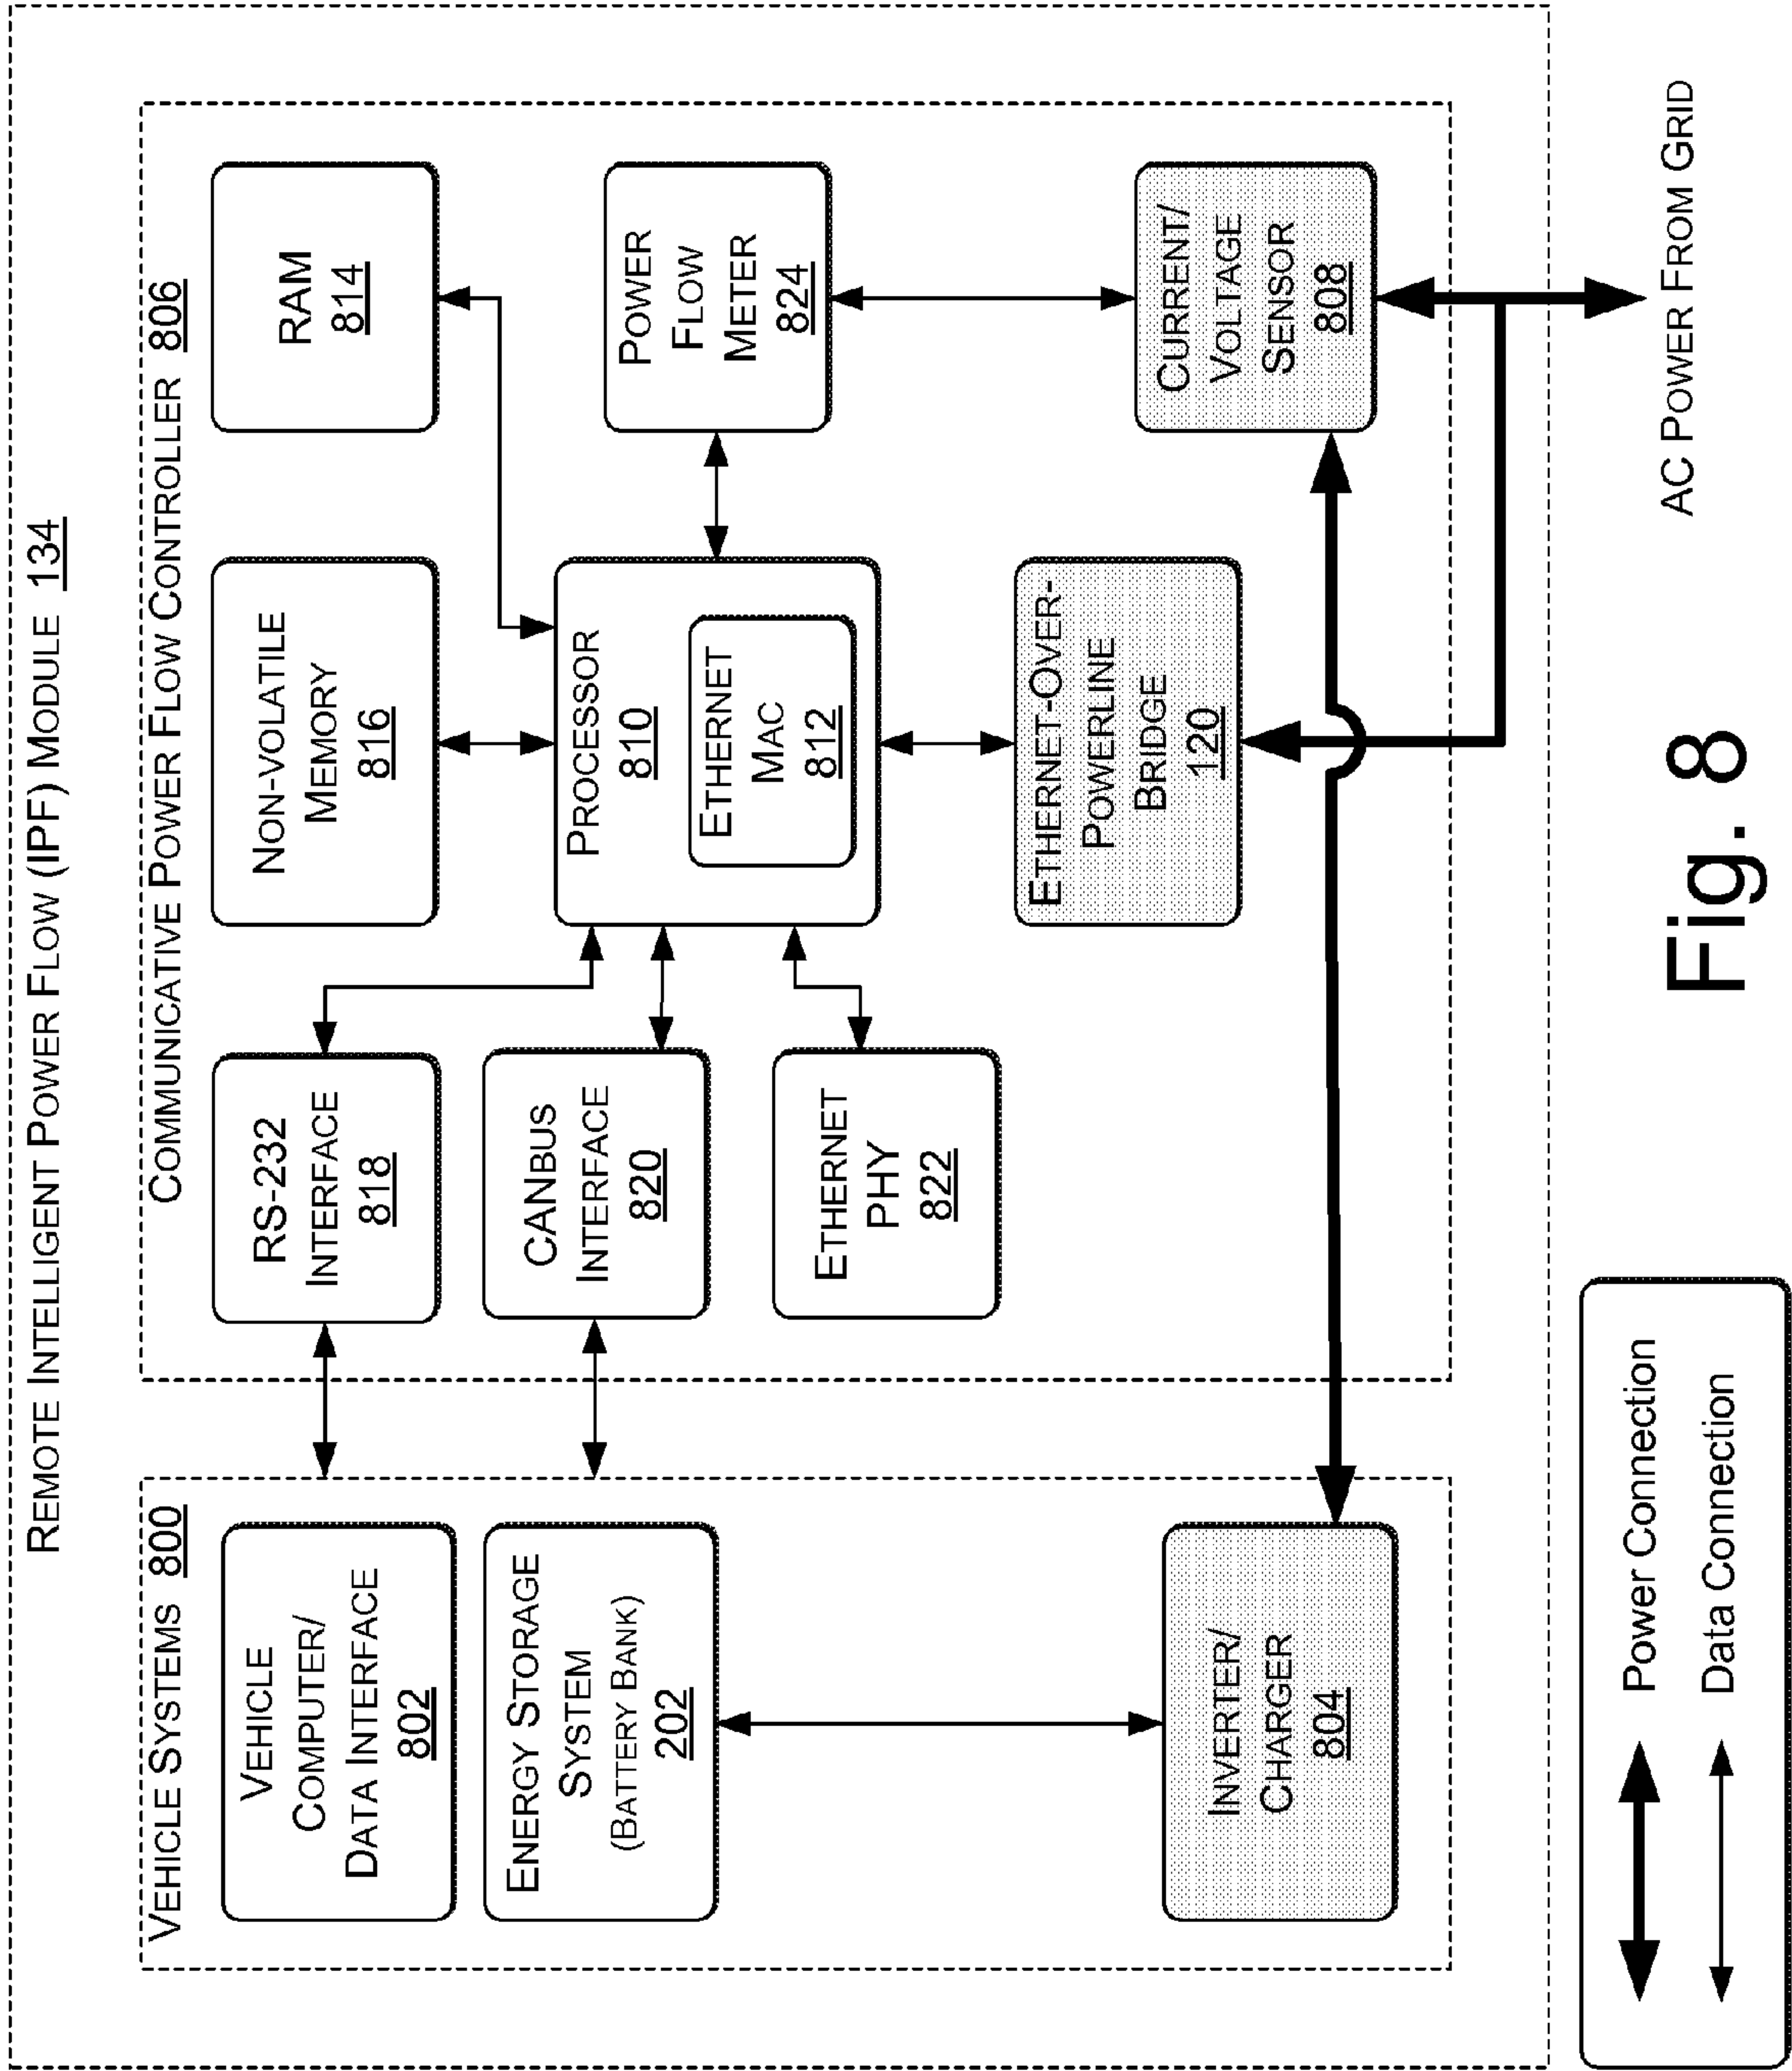 REMOTE INTELLIGENT POWER FLOW (IPF) MODULE 134
VEHICLE SYSTEMS 800
VEHICLE
COMPUTER/
DATA INTERFACE
802
ENERGY STORAGE
SYSTEM
(BATTERY BANK)
202
INVERTER/
CHARGER
804
COMMUNICATIVE POWER FLOW CONTROLLER 806
RS-232
INTERFACE
818
CANBUS
INTERFACE
820
ETHERNET
PHY
822
NON-VOLATILE
MEMORY
816
PROCESSOR
810
ETHERNET
MAC
812
ETHERNET-OVER-
POWERLINE
BRIDGE
120
RAM
814
POWER
FLOW
METER
824
CURRENT/
VOLTAGE
SENSOR
808
Power Connection
Data Connection
AC POWER FROM GRID
Fig. 8